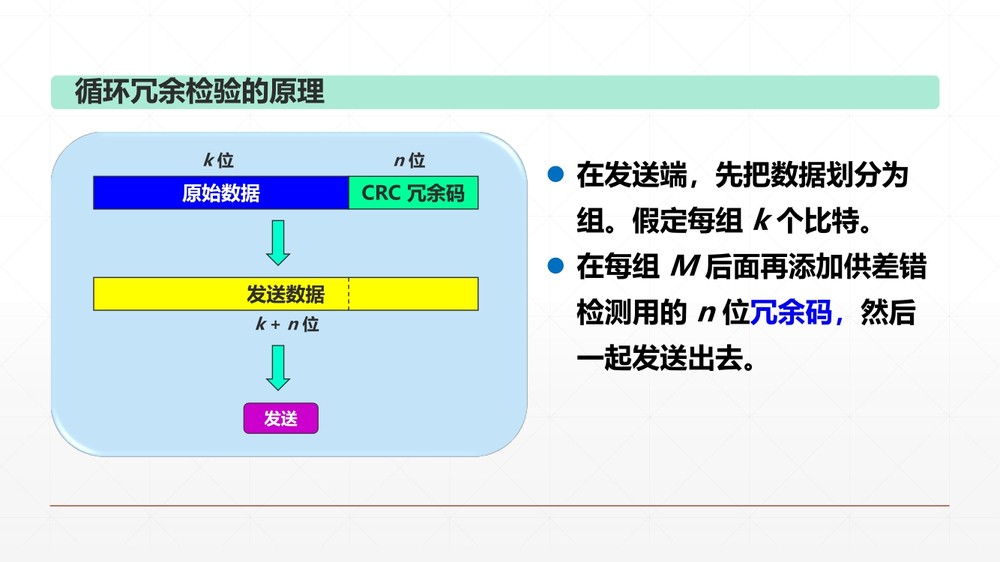 循环冗余检验的原理
k 位
n 位
原始数据
CRC 冗余码
发送数据
k + n 位
发送
在发送端，先把数据划分为
组。假定每组 k 个比特。
在每组 M 后面再添加供差错
检测用的 n 位冗余码，然后
一起发送出去。